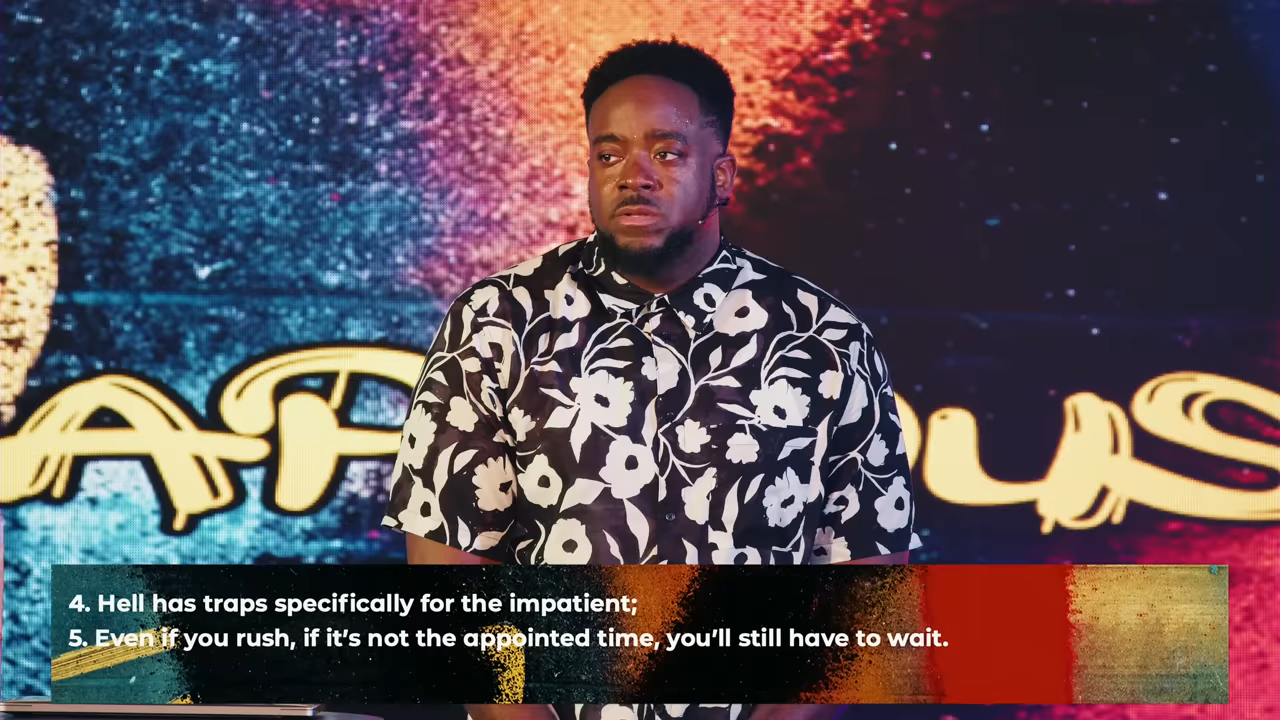 4. Hell has traps specifically for the impatient;
5. Even if you rush, if it's not the appointed time, you'll still have to wait.